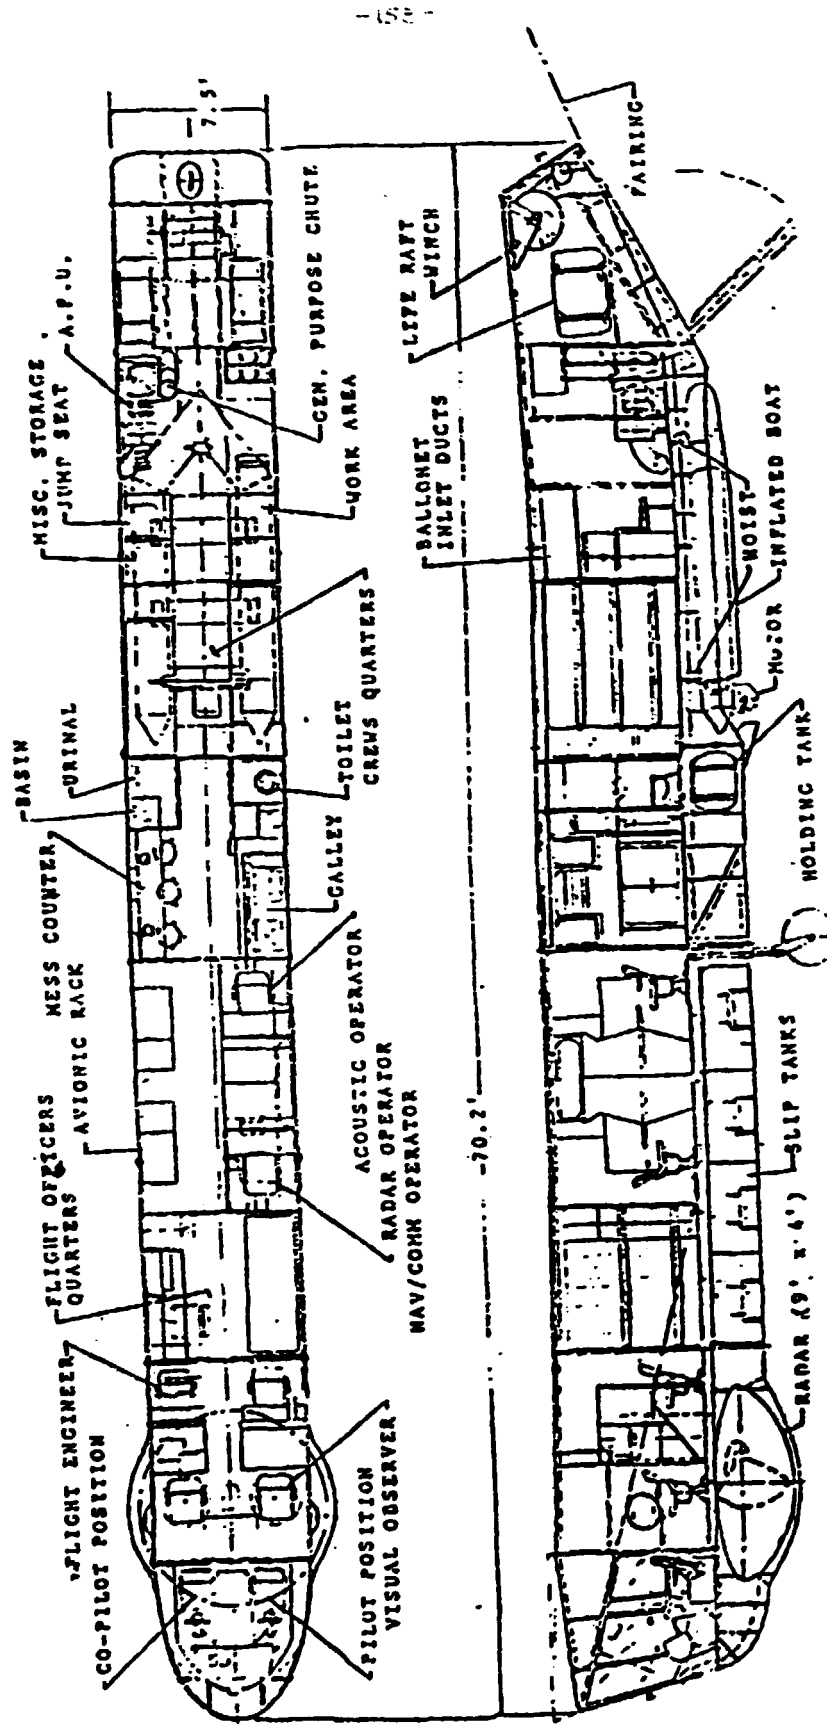 7.5'
MISC. STORAGE
JUMP SEAT
A.P.U.
GEN. PURPOSE CHUTE
WORK AREA
BASIN
URINAL
TOILET
CREWS QUARTERS
MESS COUNTER
AVIONIC RACK
GALLEY
FLIGHT OFFICERS
QUARTERS
ACOUSTIC OPERATOR
RADAR OPERATOR
NAV/COMM OPERATOR
FLIGHT ENGINEER
CO-PILOT POSITION
PILOT POSITION
VISUAL OBSERVER
70.2'
FAIRING
LIFE RAFT
WINCH
BALLONET
INLET DUCTS
HOIST
INFLATED BOAT
MOTOR
HOLDING TANK
SLIP TANKS
RADAR (9' x 4')